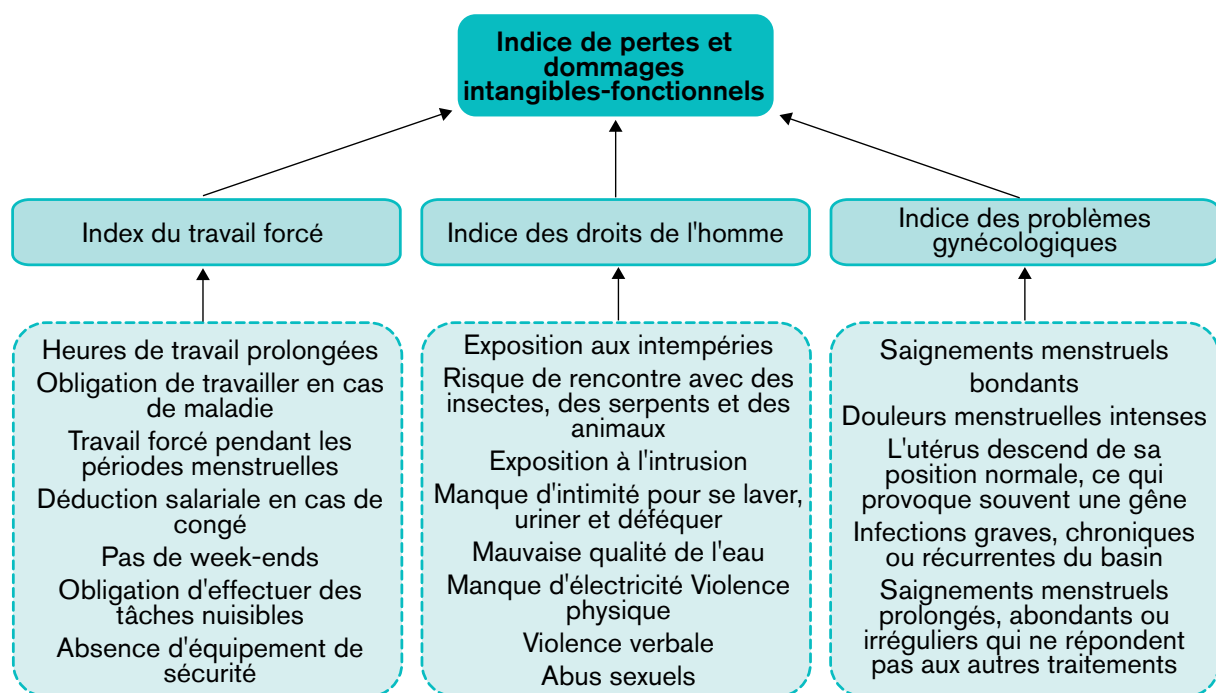 Indice de pertes et
dommages
intangibles-fonctionnels
Index du travail forcé
Indice des droits de l'homme
Indice des problèmes
gynécologiques
Heures de travail prolongées
Obligation de travailler en cas
de maladie
Travail forcé pendant les
périodes menstruelles
Déduction salariale en cas de
congé
Pas de week-ends
Obligation d'effectuer des
tâches nuisibles
Absence d'équipement de
sécurité
Exposition aux intempéries
Risque de rencontre avec des
insectes, des serpents et des
animaux
Exposition à l'intrusion
Manque d'intimité pour se laver,
uriner et déféquer
Mauvaise qualité de l'eau
Manque d'électricité Violence
physique
Violence verbale
Abus sexuels
Saignements menstruels
bondants
Douleurs menstruelles intenses
L'utérus descend de sa
position normale, ce qui
provoque souvent une gêne
Infections graves, chroniques
ou récurrentes du basin
Saignements menstruels
prolongés, abondants ou
irréguliers qui ne répondent
pas aux autres traitements